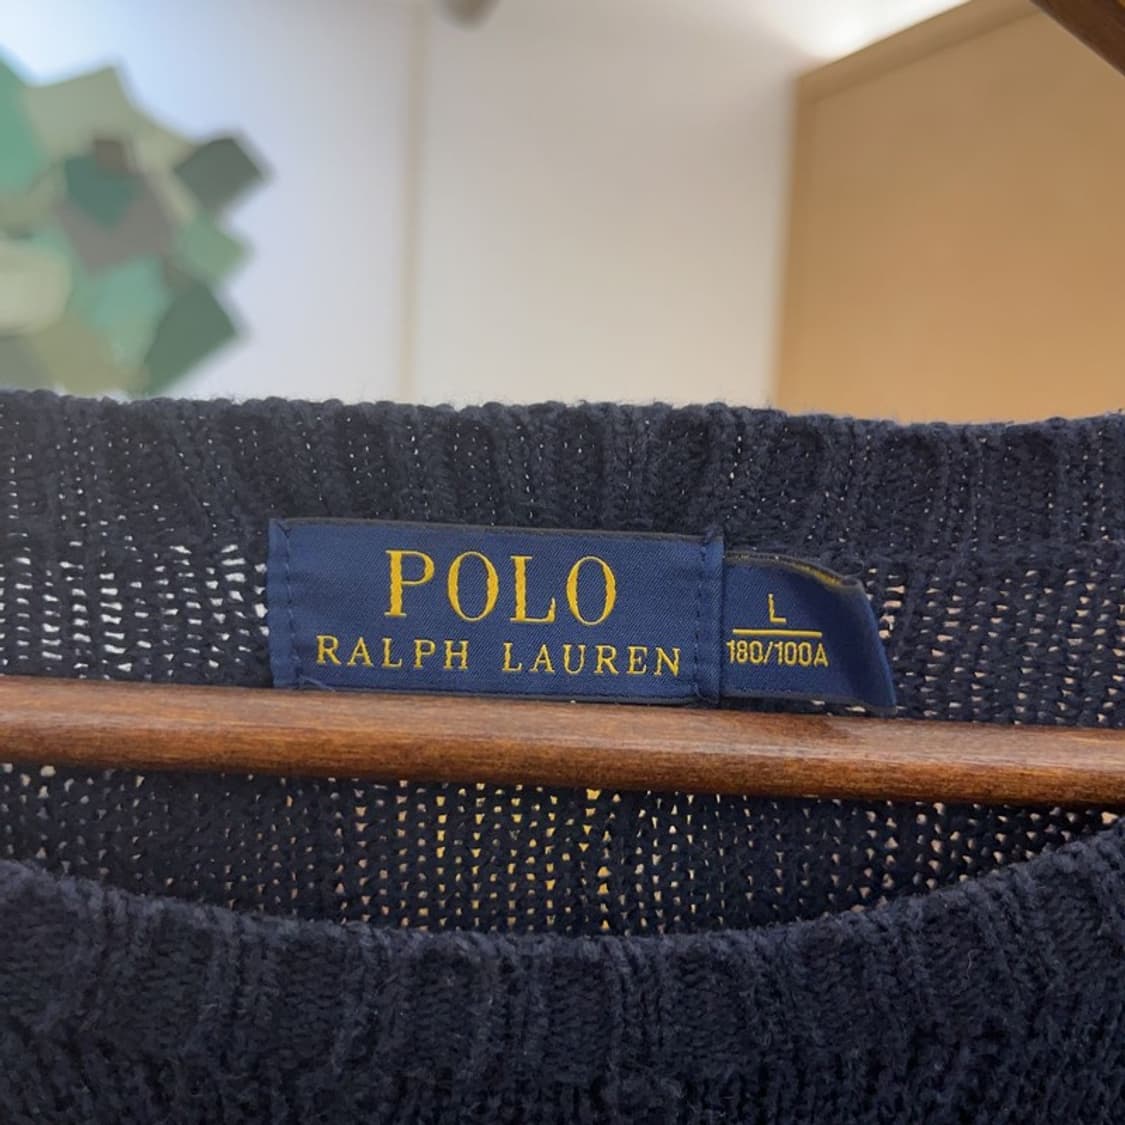 POLO
RALPH LAUREN
L
180/100A